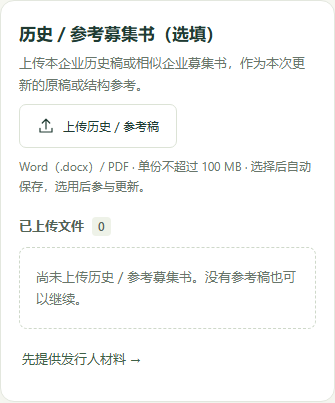 历史 / 参考募集书（选填）
上传本企业历史稿或相似企业募集书，作为本次更
新的原稿或结构参考。
上传历史 / 参考稿
Word（.docx）/ PDF · 单份不超过 100 MB · 选择后自动
保存，选用后参与更新。
已上传文件 0
尚未上传历史 / 参考募集书。没有参考稿也可
以继续。
先提供发行人材料 →